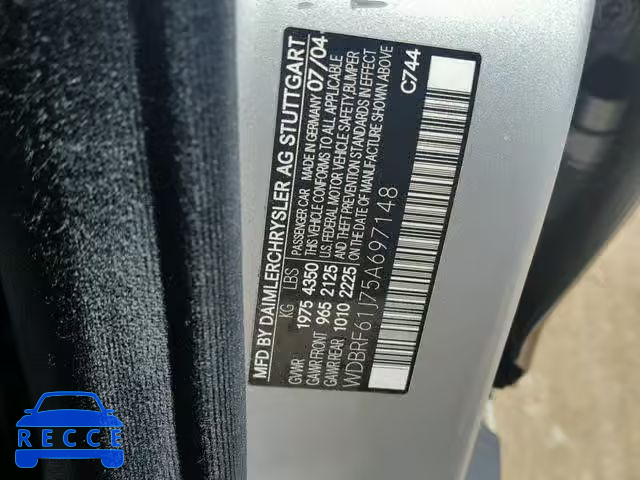 MFD BY DAIMLERCHRYSLER AG STUTTGART
KG LBS PASSENGER CAR MADE IN GERMANY 07/04
GVWR 1975 4350 THIS VEHICLE CONFORMS TO ALL APPLICABLE
GAWR FRONT 965 2125 U.S. FEDERAL MOTOR VEHICLE SAFETY, BUMPER
GAWR REAR 1010 2225 AND THEFT PREVENTION STANDARDS IN EFFECT
ON THE DATE OF MANUFACTURE SHOWN ABOVE
WDBRF61J75A697148 C744
RECCE